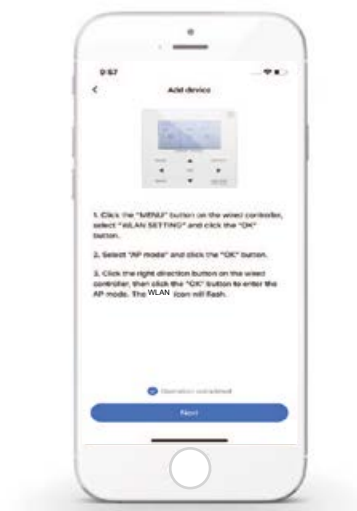 9:57
Add device
1. Click the "MENU" button on the wired controller,
select "WLAN SETTING" and click the "OK"
button.
2. Select "AP mode" and click the "OK" button.
3. Click the right direction button on the wired
controller, then click the "OK" button to enter the
AP mode. The WLAN icon will flash.
Next